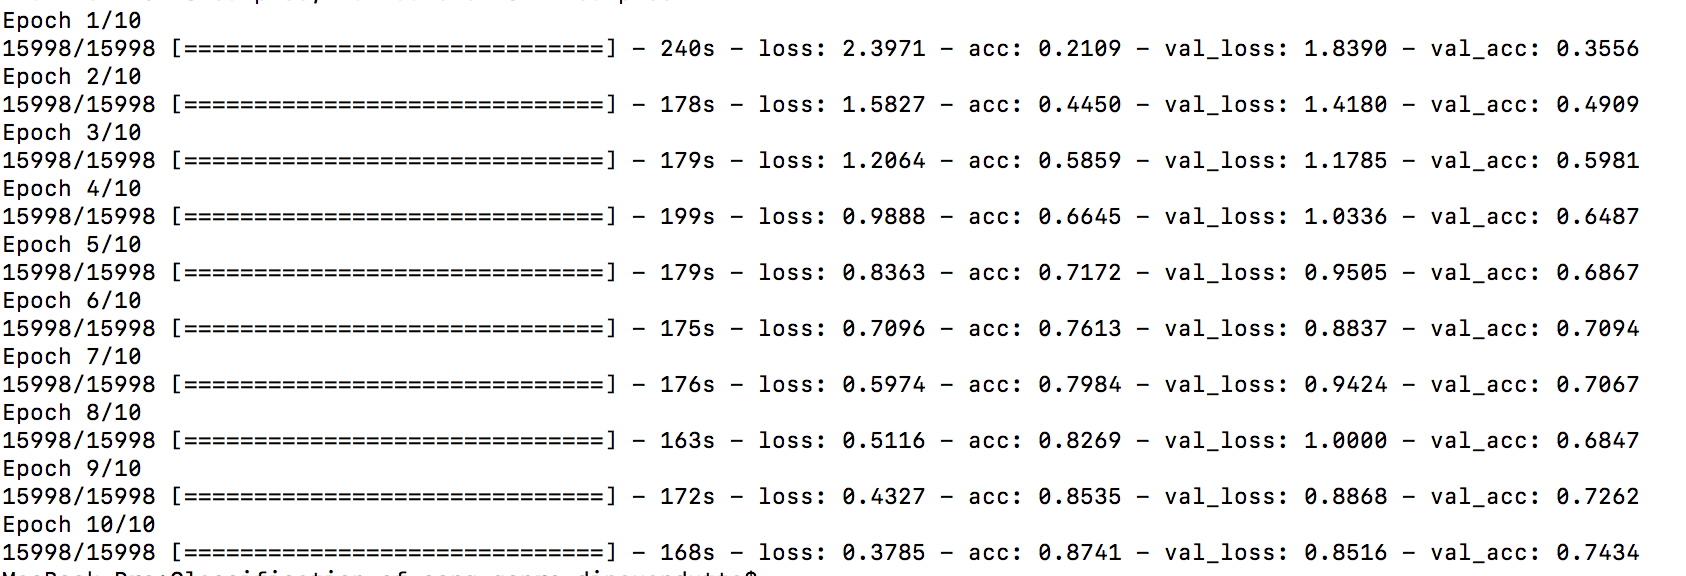 Epoch 1/10
15998/15998 [==============================] - 240s - loss: 2.3971 - acc: 0.2109 - val_loss: 1.8390 - val_acc: 0.3556
Epoch 2/10
15998/15998 [==============================] - 178s - loss: 1.5827 - acc: 0.4450 - val_loss: 1.4180 - val_acc: 0.4909
Epoch 3/10
15998/15998 [==============================] - 179s - loss: 1.2064 - acc: 0.5859 - val_loss: 1.1785 - val_acc: 0.5981
Epoch 4/10
15998/15998 [==============================] - 199s - loss: 0.9888 - acc: 0.6645 - val_loss: 1.0336 - val_acc: 0.6487
Epoch 5/10
15998/15998 [==============================] - 179s - loss: 0.8363 - acc: 0.7172 - val_loss: 0.9505 - val_acc: 0.6867
Epoch 6/10
15998/15998 [==============================] - 175s - loss: 0.7096 - acc: 0.7613 - val_loss: 0.8837 - val_acc: 0.7094
Epoch 7/10
15998/15998 [==============================] - 176s - loss: 0.5974 - acc: 0.7984 - val_loss: 0.9424 - val_acc: 0.7067
Epoch 8/10
15998/15998 [==============================] - 163s - loss: 0.5116 - acc: 0.8269 - val_loss: 1.0000 - val_acc: 0.6847
Epoch 9/10
15998/15998 [==============================] - 172s - loss: 0.4327 - acc: 0.8535 - val_loss: 0.8868 - val_acc: 0.7262
Epoch 10/10
15998/15998 [==============================] - 168s - loss: 0.3785 - acc: 0.8741 - val_loss: 0.8516 - val_acc: 0.7434